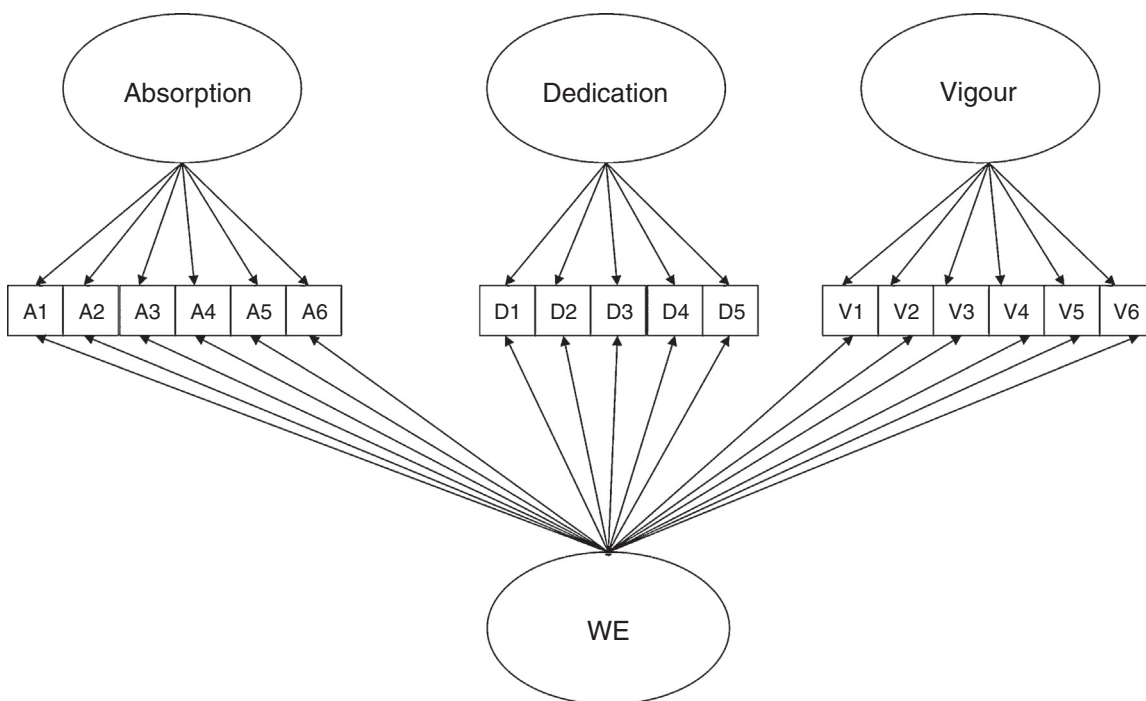 Absorption Dedication Vigour
A1 A2 A3 A4 A5 A6 D1 D2 D3 D4 D5 V1 V2 V3 V4 V5 V6
WE